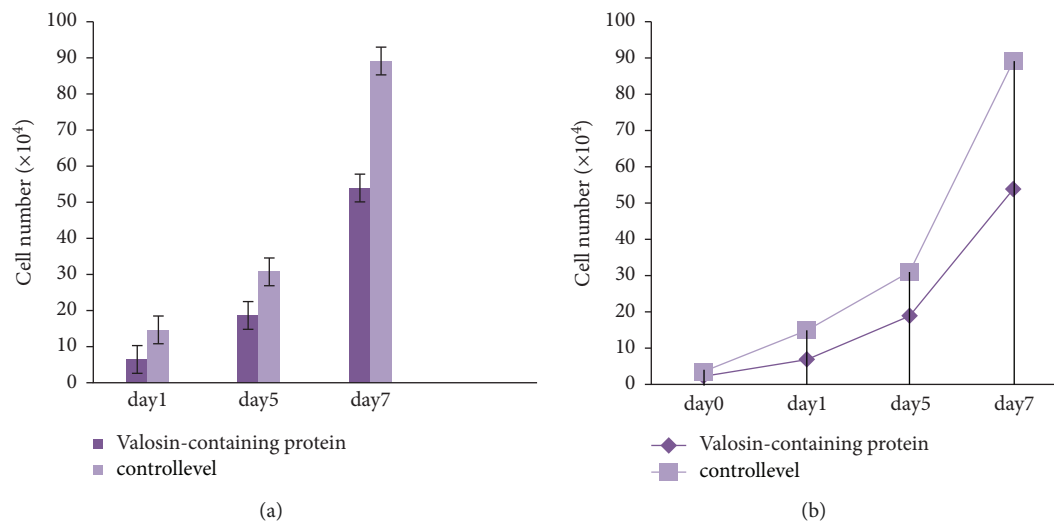 Cell number (×10⁴)
100
90
80
70
60
50
40
30
20
10
0
day1 day5 day7
Valosin-containing protein
controllevel
(a)
Cell number (×10⁴)
100
90
80
70
60
50
40
30
20
10
0
day0 day1 day5 day7
Valosin-containing protein
controllevel
(b)